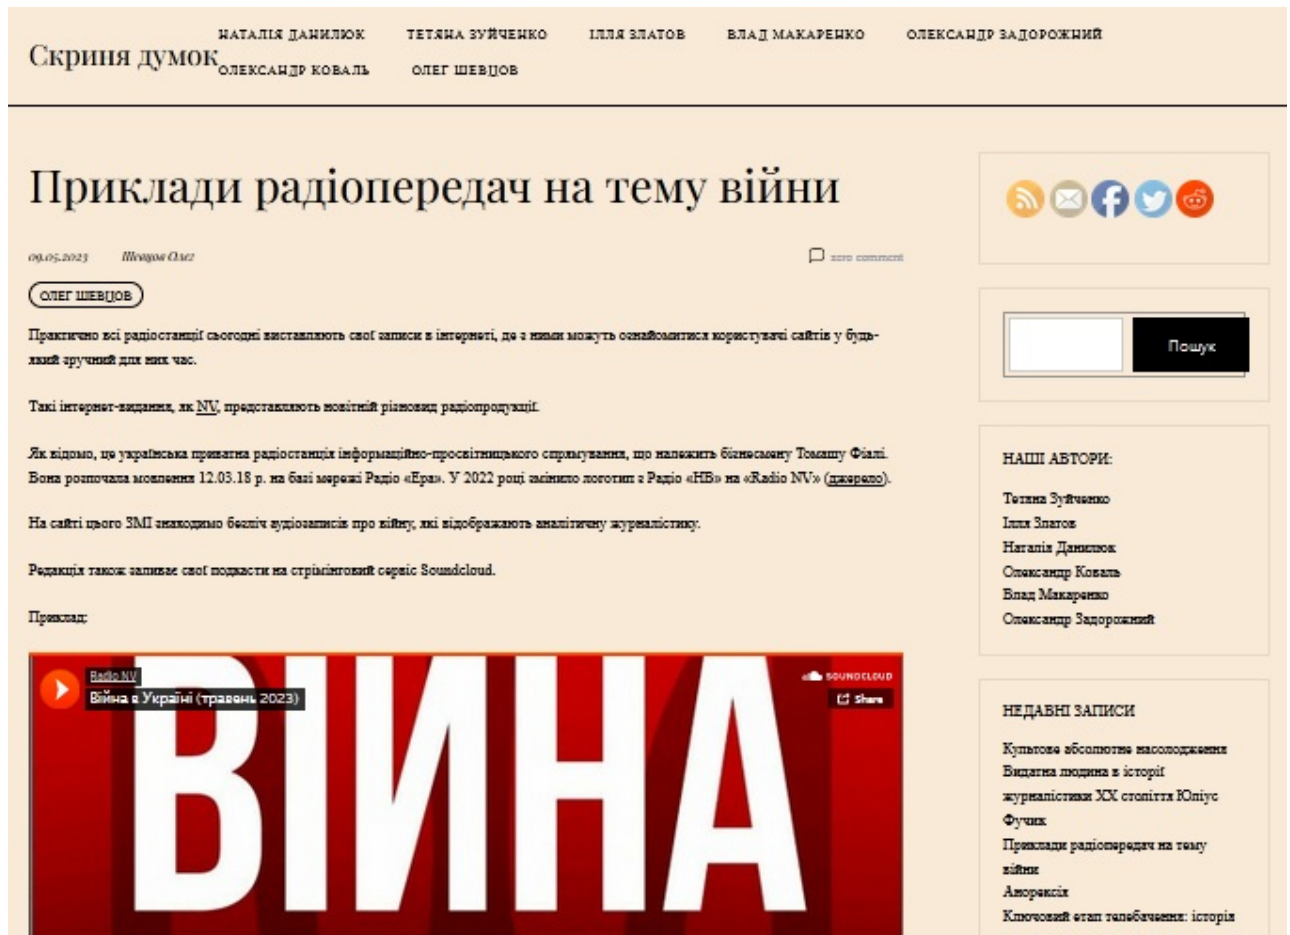 Скриня думок
НАТАЛІЯ ДАНИЛЮК ТЕТЯНА ЗУЙЧЕНКО ІЛЛЯ ЗЛАТОВ ВЛАД МАКАРЕНКО ОЛЕКСАНДР ЗАДОРОЖНИЙ
ОЛЕКСАНДР КОВАЛЬ ОЛЕГ ШЕВЦОВ
Приклади радіопередач на тему війни
09.05.2023 Шевцов Олег zero comment
ОЛЕГ ШЕВЦОВ
Практично всі радіостанції сьогодні виставляють свої записи в інтернеті, де з ними можуть ознайомитися користувачі сайтів у будь-
який зручний для них час.
Такі інтернет-видання, як NV, представляють новітній різновид радіопродукції.
Як відомо, це українська приватна радіостанція інформаційно-просвітницького спрямування, що належить бізнесмену Томашу Фіалі.
Вона розпочала мовлення 12.03.18 р. на базі мережі Радіо «Ера». У 2022 році змінило логотип з Радіо «НВ» на «Radio NV» (джерело).
На сайті цього ЗМІ знаходимо безліч аудіозаписів про війну, які відображають аналітичну журналістику.
Редакція також заливає свої подкасти на стрімінговий сервіс Soundcloud.
Приклад:
Radio NV
Війна в Україні (травень 2023)
SOUNDCLOUD
Share
ВІЙНА
Пошук
НАШІ АВТОРИ:
Тетяна Зуйченко
Ілля Златов
Наталія Данилюк
Олександр Коваль
Влад Макаренко
Олександр Задорожний
НЕДАВНІ ЗАПИСИ
Культове абсолютне насолодження
Видатна людина в історії
журналістики ХХ століття Юліус
Фучик
Приклади радіопередач на тему
війни
Анорексія
Ключовий етап телебачення: історія